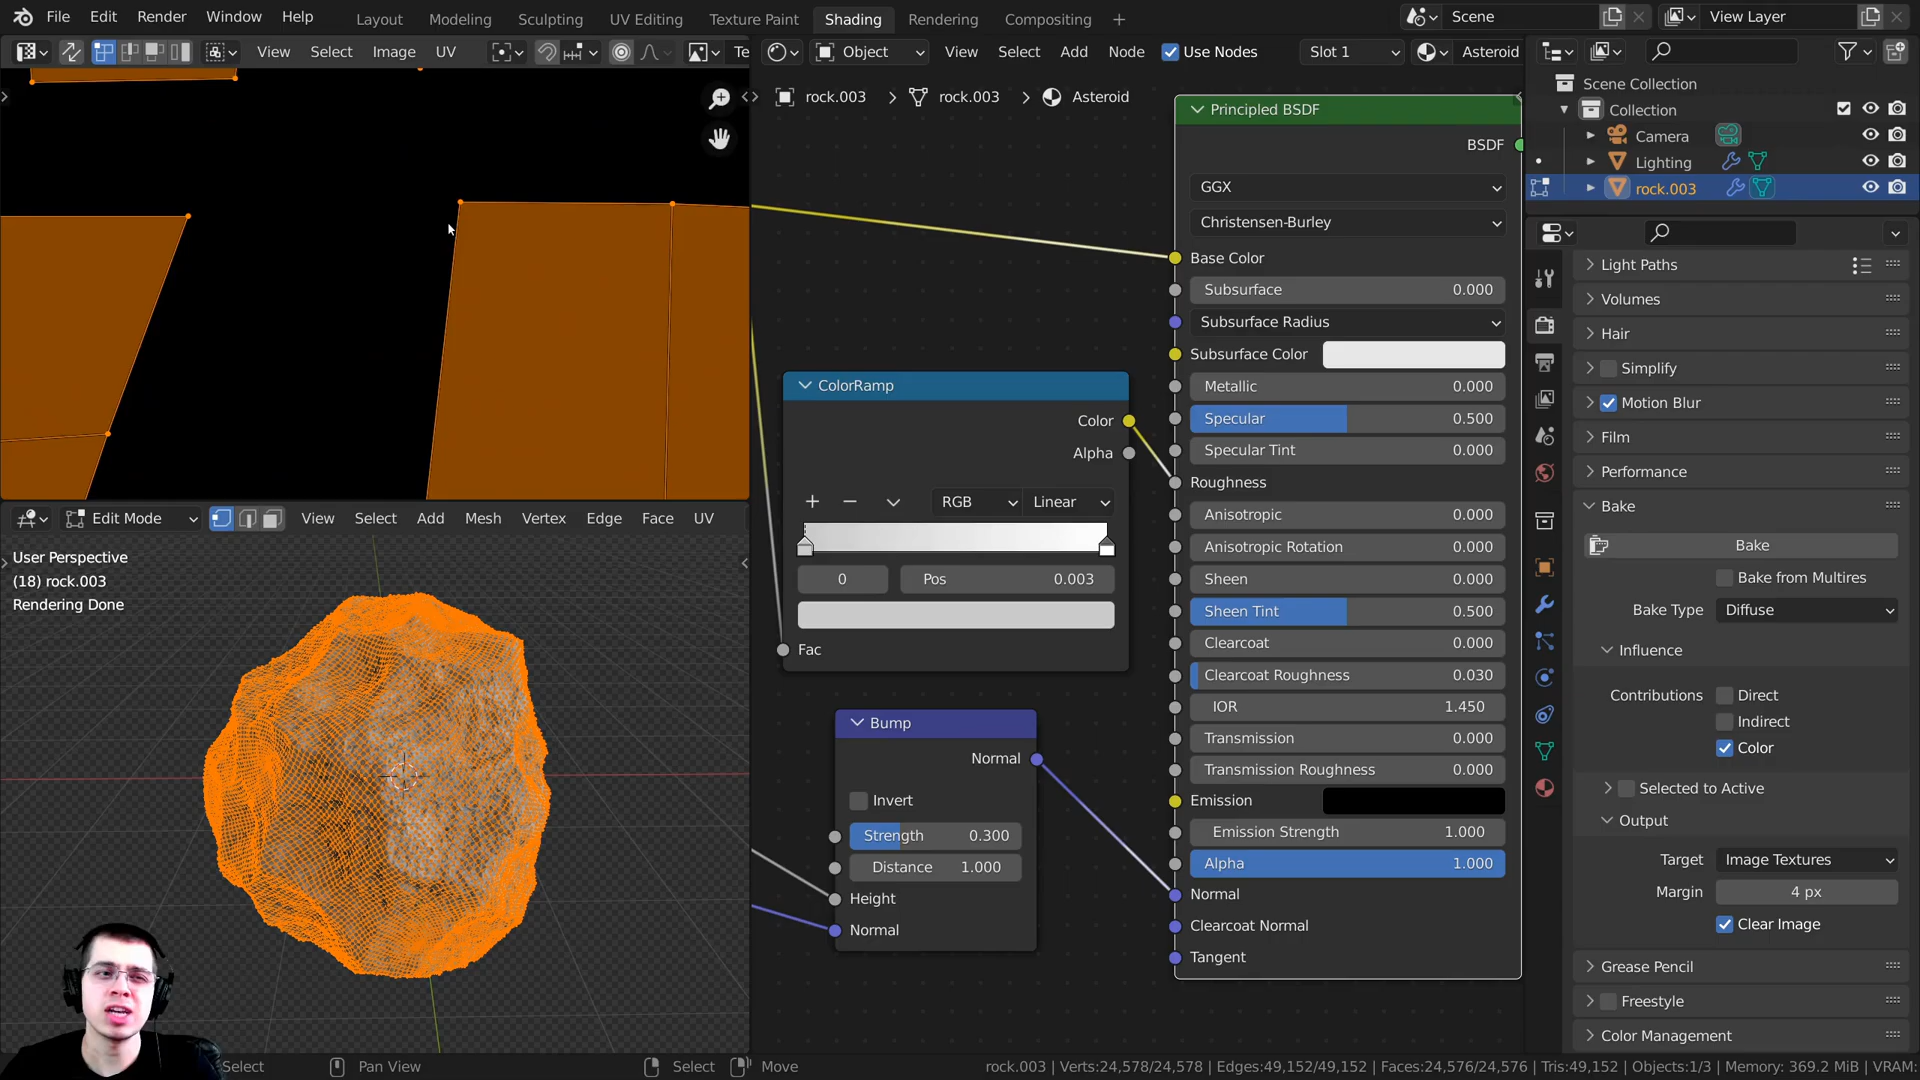 File Edit Render Window Help Layout Modeling Sculpting UV Editing Texture Paint Shading Rendering Compositing + Scene View Layer
View Select Image UV Te Object View Select Add Node Use Nodes Slot 1 Asteroid
rock.003 > rock.003 > Asteroid
Scene Collection
Collection
Camera
Lighting
rock.003
Principled BSDF
BSDF
GGX
Christensen-Burley
Base Color
Subsurface 0.000
Subsurface Radius
Subsurface Color
Metallic 0.000
Specular 0.500
Specular Tint 0.000
Roughness
Anisotropic 0.000
Anisotropic Rotation 0.000
Sheen 0.000
Sheen Tint 0.500
Clearcoat 0.000
Clearcoat Roughness 0.030
IOR 1.450
Transmission 0.000
Transmission Roughness 0.000
Emission
Emission Strength 1.000
Alpha 1.000
Normal
Clearcoat Normal
Tangent
ColorRamp
Color
Alpha
+ − RGB Linear
0 Pos 0.003
Fac
Bump
Normal
Invert
Strength 0.300
Distance 1.000
Height
Normal
Light Paths
Volumes
Hair
Simplify
Motion Blur
Film
Performance
Bake
Bake
Bake from Multires
Bake Type Diffuse
Influence
Contributions Direct
Indirect
Color
Selected to Active
Output
Target Image Textures
Margin 4 px
Clear Image
Grease Pencil
Freestyle
Color Management
Edit Mode View Select Add Mesh Vertex Edge Face UV
User Perspective
(18) rock.003
Rendering Done
Select Pan View Select Move rock.003 | Verts:24,578/24,578 | Edges:49,152/49,152 | Faces:24,576/24,576 | Tris:49,152 | Objects:1/3 | Memory: 369.2 MiB | VRAM: